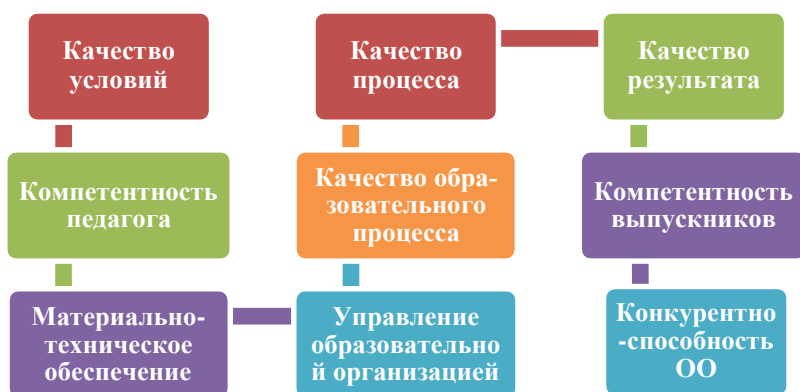 Качество
условий
Компетентность
педагога
Материально-
техническое
обеспечение
Качество
процесса
Качество обра-
зовательного
процесса
Управление
образовательно
й организацией
Качество
результата
Компетентность
выпускников
Конкурентно
-способность
ОО